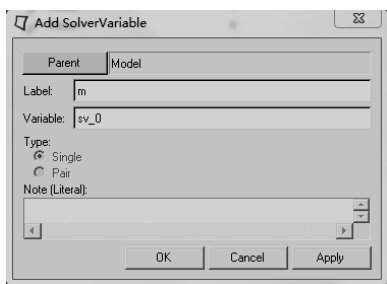 Add SolverVariable
Parent Model
Label: m
Variable: sv_0
Type:
Single
Pair
Note (Literal):
OK Cancel Apply